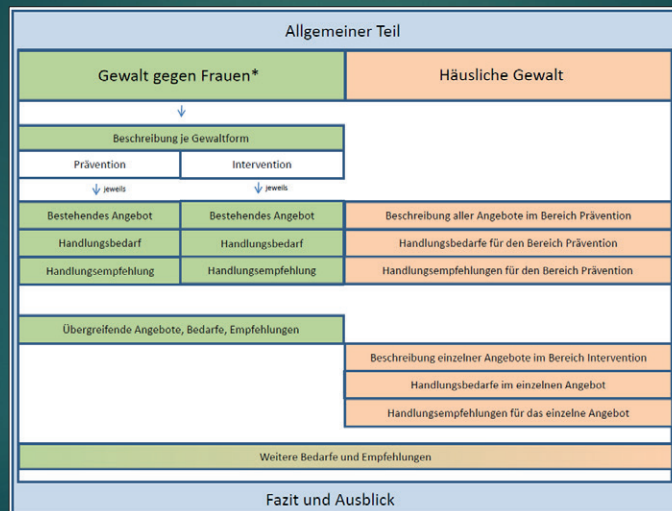 Allgemeiner Teil
Gewalt gegen Frauen* Häusliche Gewalt
Beschreibung je Gewaltform
Prävention Intervention
jeweils jeweils
Bestehendes Angebot Bestehendes Angebot Beschreibung aller Angebote im Bereich Prävention
Handlungsbedarf Handlungsbedarf Handlungsbedarfe für den Bereich Prävention
Handlungsempfehlung Handlungsempfehlung Handlungsempfehlungen für den Bereich Prävention
Übergreifende Angebote, Bedarfe, Empfehlungen
Beschreibung einzelner Angebote im Bereich Intervention
Handlungsbedarfe im einzelnen Angebot
Handlungsempfehlungen für das einzelne Angebot
Weitere Bedarfe und Empfehlungen
Fazit und Ausblick